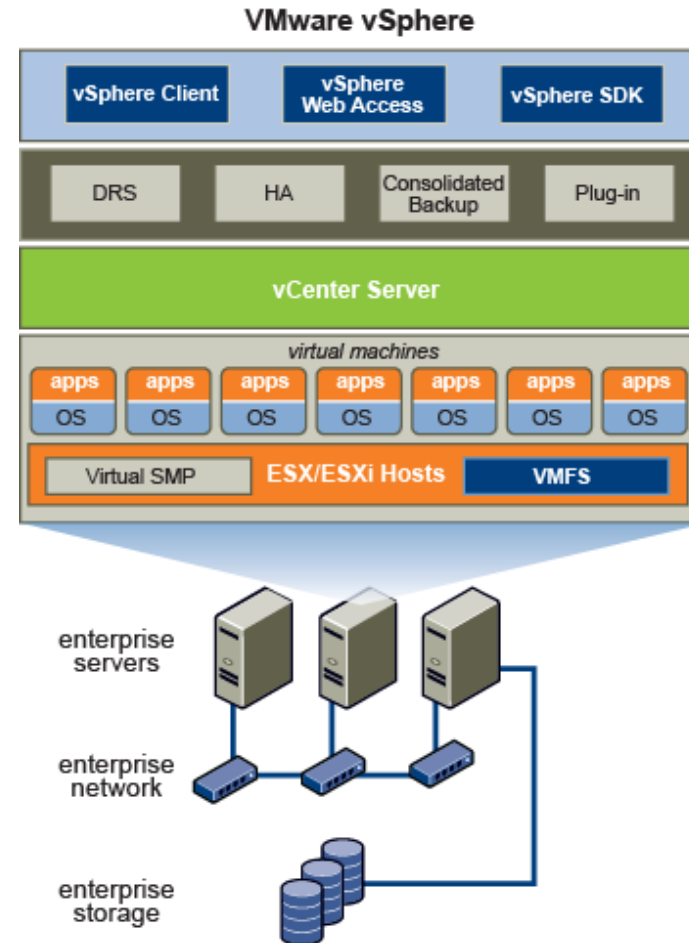 VMware vSphere
vSphere Client
vSphere
Web Access
vSphere SDK
DRS
HA
Consolidated
Backup
Plug-in
vCenter Server
virtual machines
apps apps apps apps apps apps apps
OS OS OS OS OS OS OS
Virtual SMP
ESX/ESXi Hosts
VMFS
enterprise
servers
enterprise
network
enterprise
storage